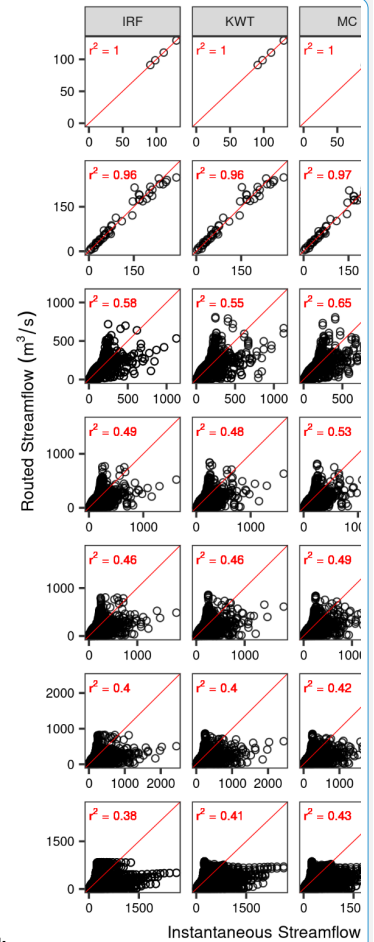 IRF KWT MC
r² = 1 r² = 1 r² = 1
100
50
0
0 50 100 0 50 100 0 50
r² = 0.96 r² = 0.96 r² = 0.97
150
0
0 150 0 150 0 150
r² = 0.58 r² = 0.55 r² = 0.65
1000
500
0
0 500 1000 0 500 1000 0 500
r² = 0.49 r² = 0.48 r² = 0.53
1000
0
0 1000 0 1000 0
r² = 0.46 r² = 0.46 r² = 0.49
1000
0
0 1000 0 1000 0
r² = 0.4 r² = 0.4 r² = 0.42
2000
1000
0
0 1000 2000 0 1000 2000 0 1000
r² = 0.38 r² = 0.41 r² = 0.43
1500
0
0 1500 0 1500 0 150
Routed Streamflow (m³/s)
Instantaneous Streamflow